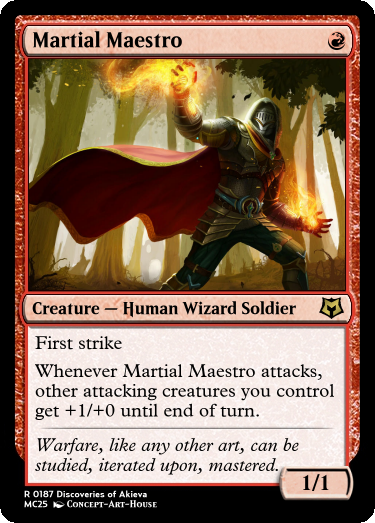 Martial Maestro
Creature — Human Wizard Soldier
First strike
Whenever Martial Maestro attacks,
other attacking creatures you control
get +1/+0 until end of turn.
Warfare, like any other art, can be
studied, iterated upon, mastered.
1/1
R 0187 Discoveries of Akieva
MC25 Concept-Art-House